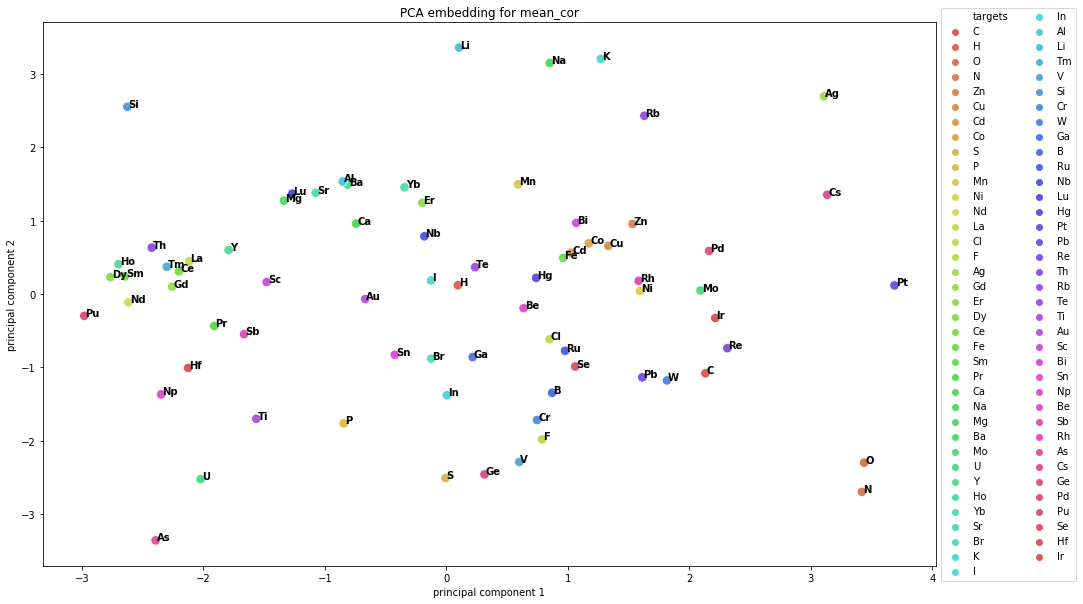 PCA embedding for mean_cor
principal component 2
3
2
1
0
−1
−2
−3
Li
Na
K
Ag
Si
Rb
Al
Ba
Lu
Mg
Sr
Yb
Er
Mn
Cs
Ca
Nb
Bi
Zn
Th
Y
Co
Cu
Cd
Fe
Pd
Ho
Tm
La
Ce
Dy
Sm
Gd
Sc
I
H
Te
Hg
Rh
Ni
Mo
Pt
Nd
Au
Be
Pu
Pr
Sb
Ir
Cl
Ru
Re
Sn
Br
Ga
Se
Hf
Pb
W
C
Np
In
B
Ti
P
Cr
F
V
O
S
Ge
U
N
As
−3
−2
−1
0
1
2
3
4
principal component 1
targets
C
H
O
N
Zn
Cu
Cd
Co
S
P
Mn
Ni
Nd
La
Cl
F
Ag
Gd
Er
Dy
Ce
Fe
Sm
Pr
Ca
Na
Mg
Ba
Mo
U
Y
Ho
Yb
Sr
Br
K
I
In
Al
Li
Tm
V
Si
Cr
W
Ga
B
Ru
Nb
Lu
Hg
Pt
Pb
Re
Th
Rb
Te
Ti
Au
Sc
Bi
Sn
Np
Be
Sb
Rh
As
Cs
Ge
Pd
Pu
Se
Hf
Ir